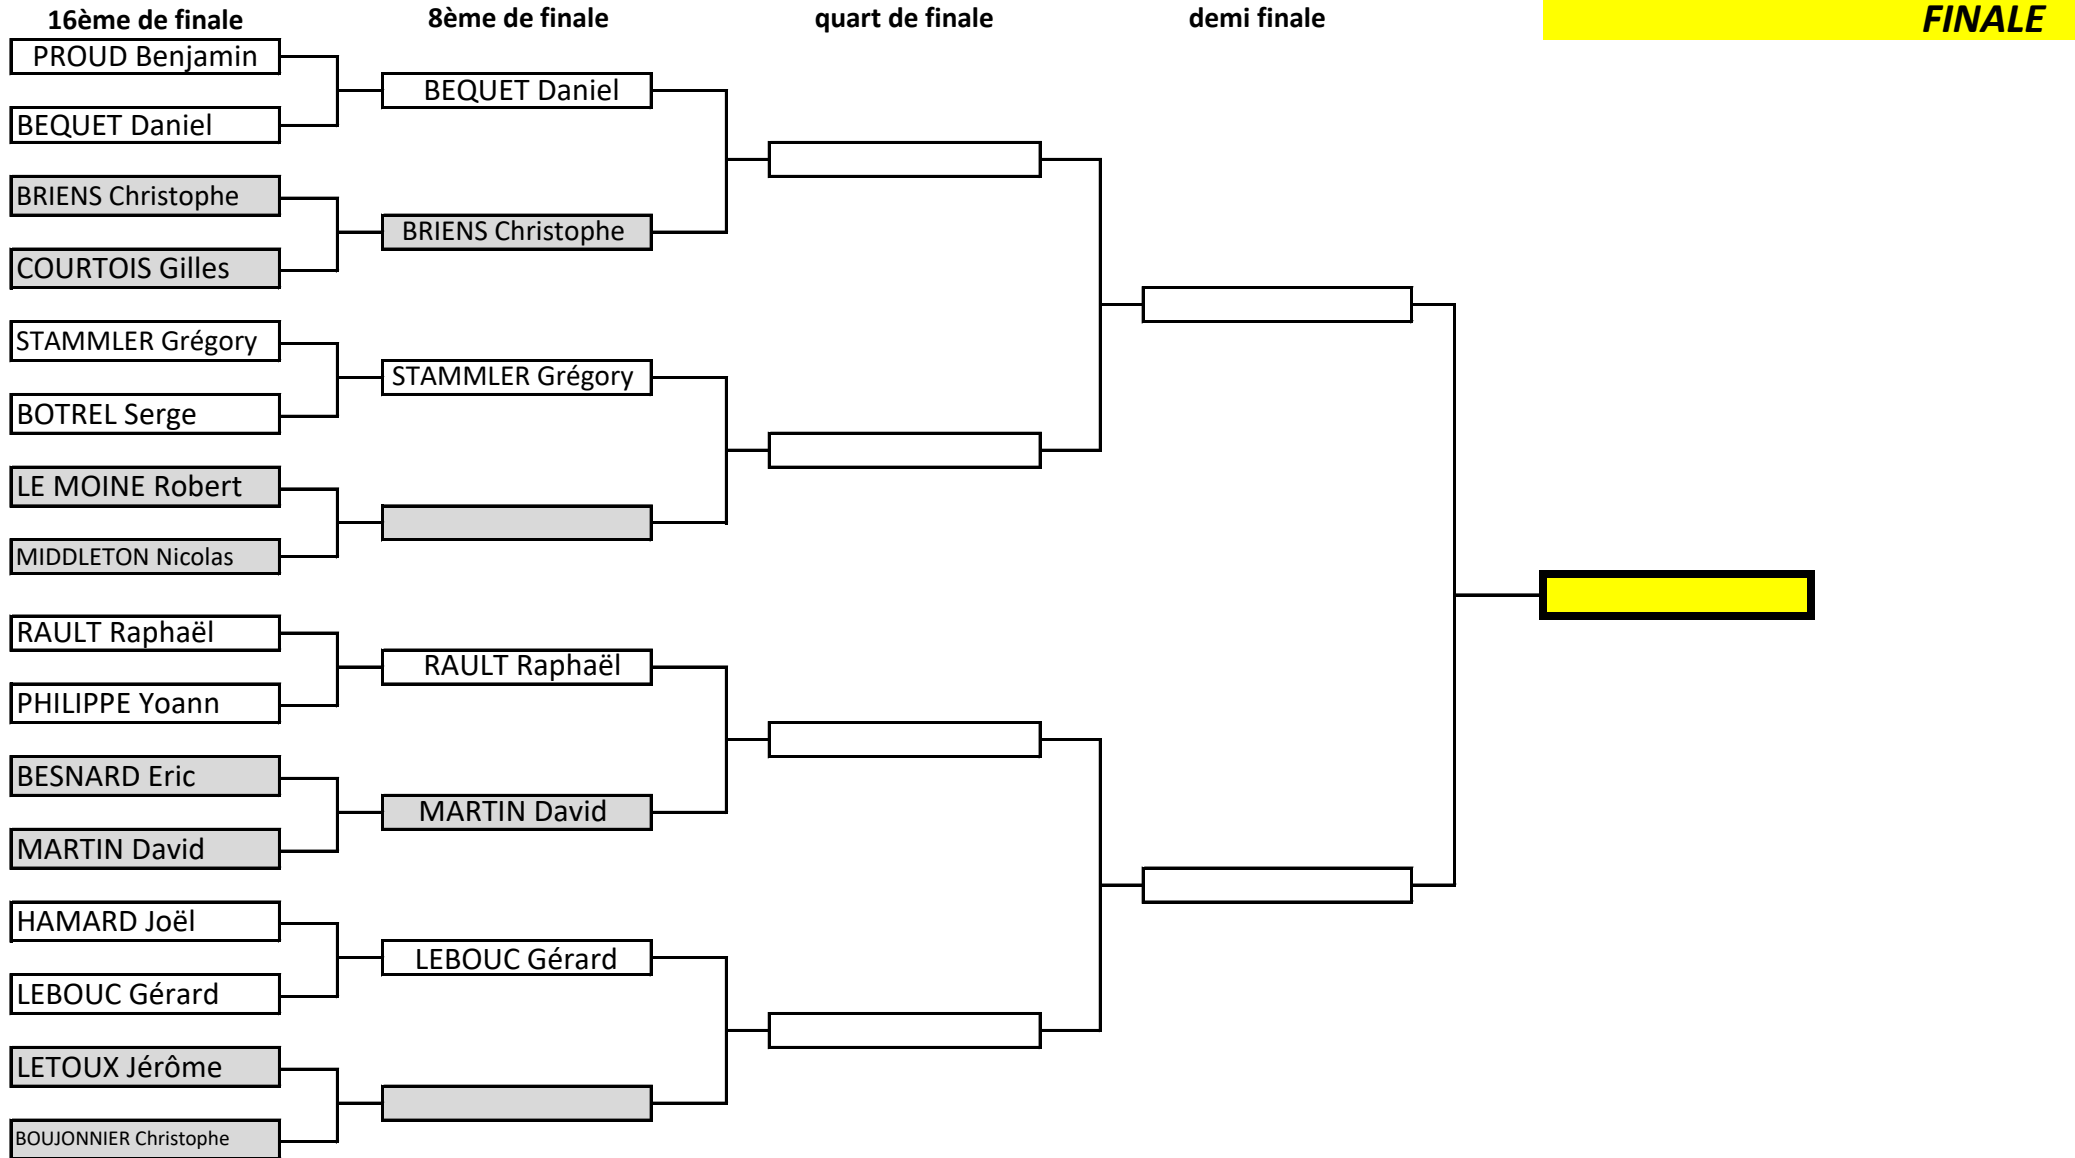 16ème de finale
8ème de finale
quart de finale
demi finale
FINALE
PROUD Benjamin
BEQUET Daniel
BEQUET Daniel
BRIENS Christophe
BRIENS Christophe
COURTOIS Gilles
STAMMLER Grégory
STAMMLER Grégory
BOTREL Serge
LE MOINE Robert
MIDDLETON Nicolas
RAULT Raphaël
RAULT Raphaël
PHILIPPE Yoann
BESNARD Eric
MARTIN David
MARTIN David
HAMARD Joël
LEBOUC Gérard
LEBOUC Gérard
LETOUX Jérôme
BOUJONNIER Christophe